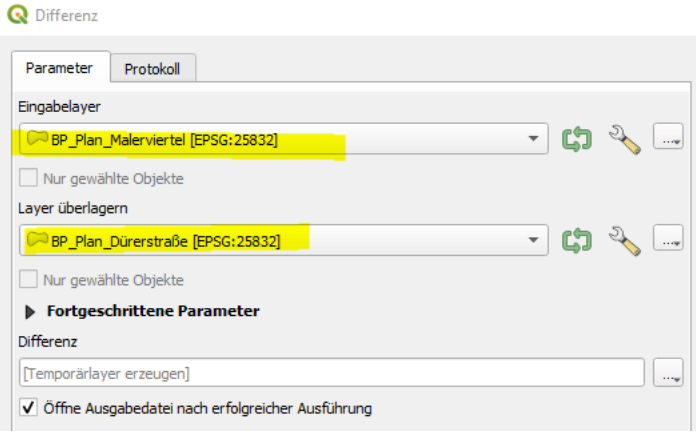 Differenz
Parameter Protokoll
Eingabelayer
BP_Plan_Malerviertel [EPSG:25832]
...
Nur gewählte Objekte
Layer überlagern
BP_Plan_Dürerstraße [EPSG:25832]
...
Nur gewählte Objekte
Fortgeschrittene Parameter
Differenz
[Temporärlayer erzeugen]
...
Öffne Ausgabedatei nach erfolgreicher Ausführung